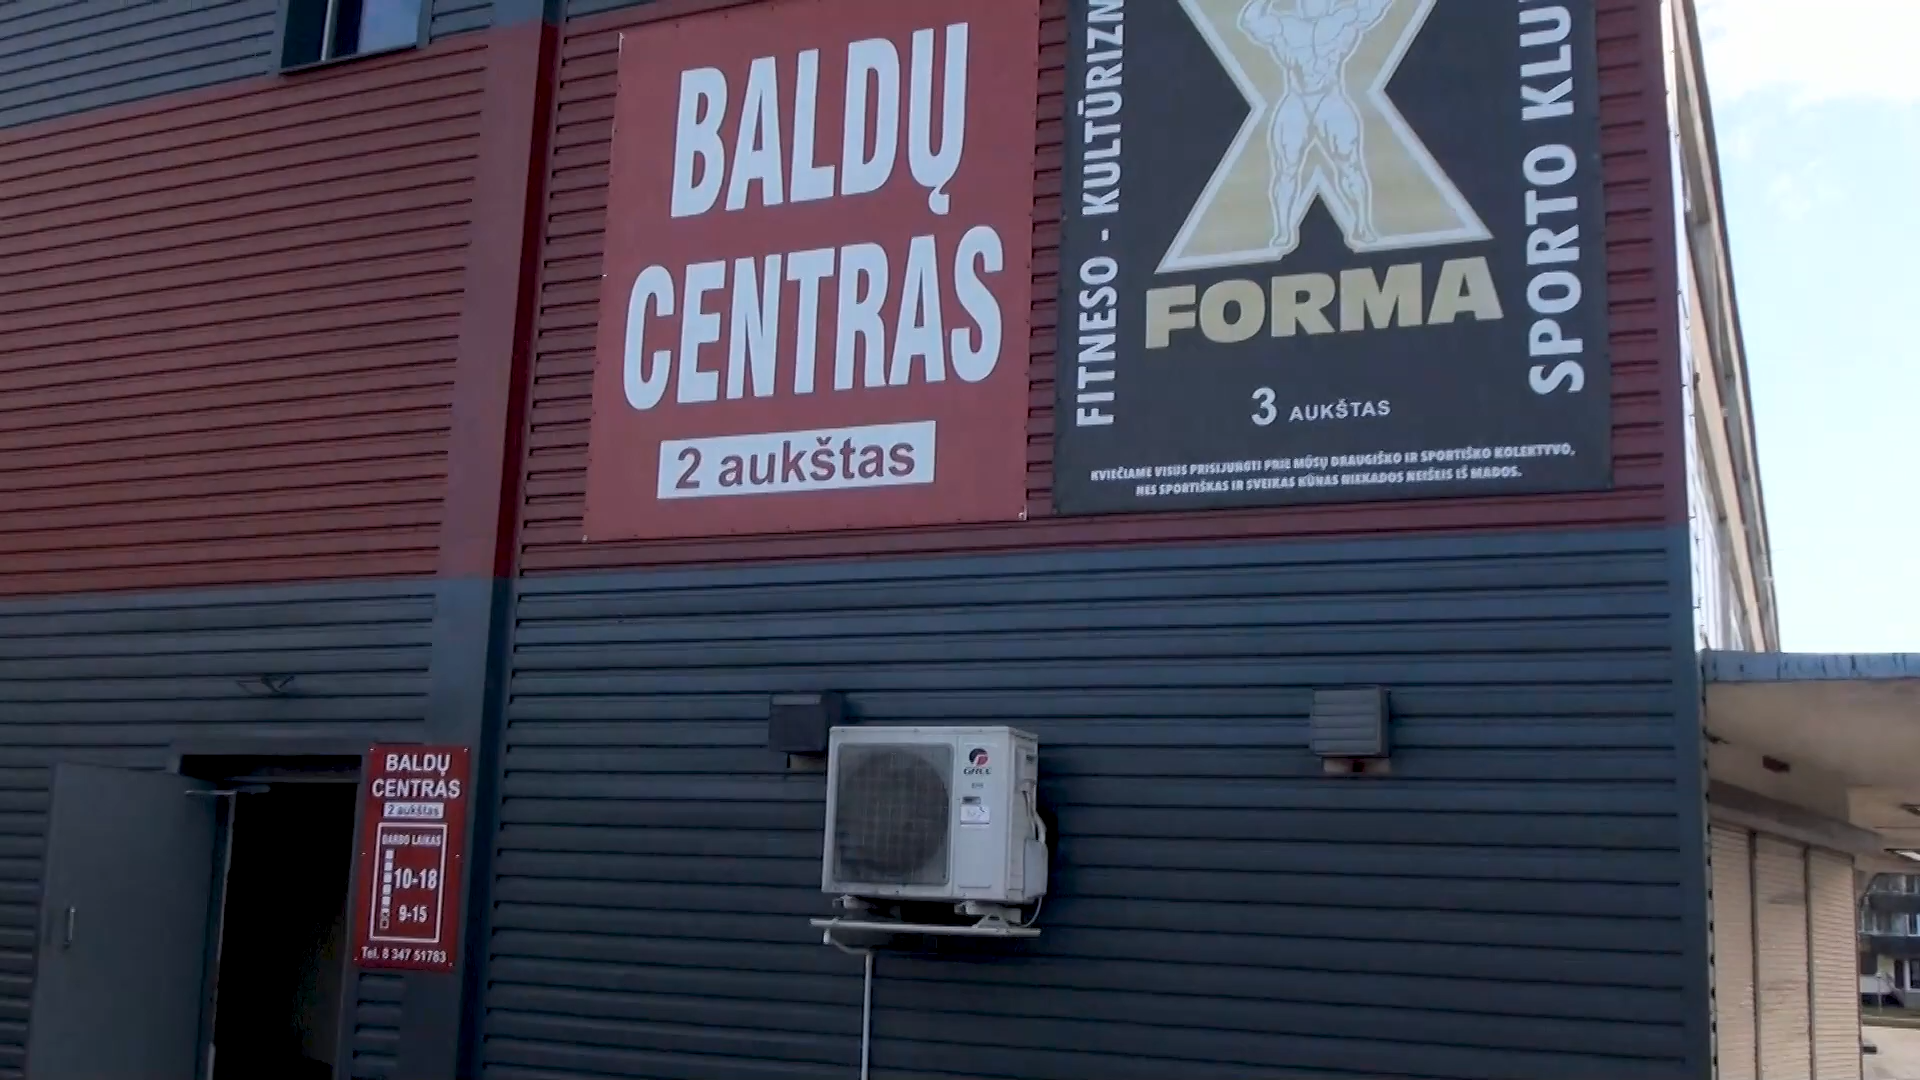 BALDŲ
CENTRAS
2 aukštas
FITNESO - KULTŪRIZN
X
FORMA
SPORTO KLU
3 AUKŠTAS
KVIEČIAME VISUS PRISIJUNGTI PRIE MŪSŲ DRAUGIŠKO IR SPORTIŠKO KOLEKTYVO,
NES SPORTIŠKAS IR SVEIKAS KŪNAS NIEKADOS NEIŠEIS IŠ MADOS.
GREE
BALDŲ
CENTRAS
2 aukštas
DARBO LAIKAS
10-18
9-15
Tel. 8 347 51783